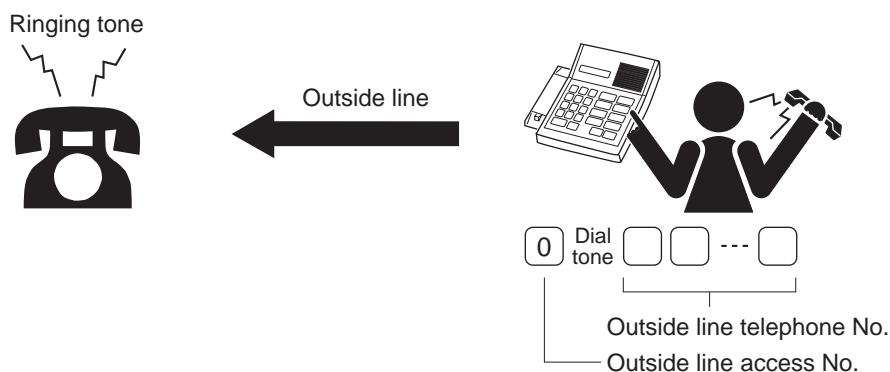 Ringing tone
Outside line
0 Dial tone ---
Outside line telephone No.
Outside line access No.